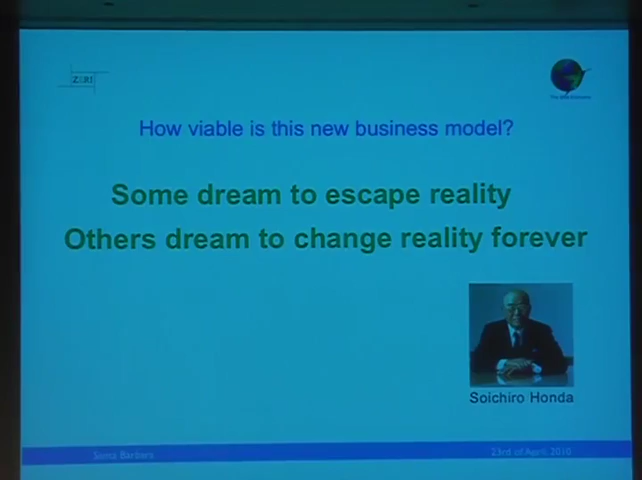 ZERI
How viable is this new business model?
Some dream to escape reality
Others dream to change reality forever
Soichiro Honda
Santa Barbara
23rd of April, 2010